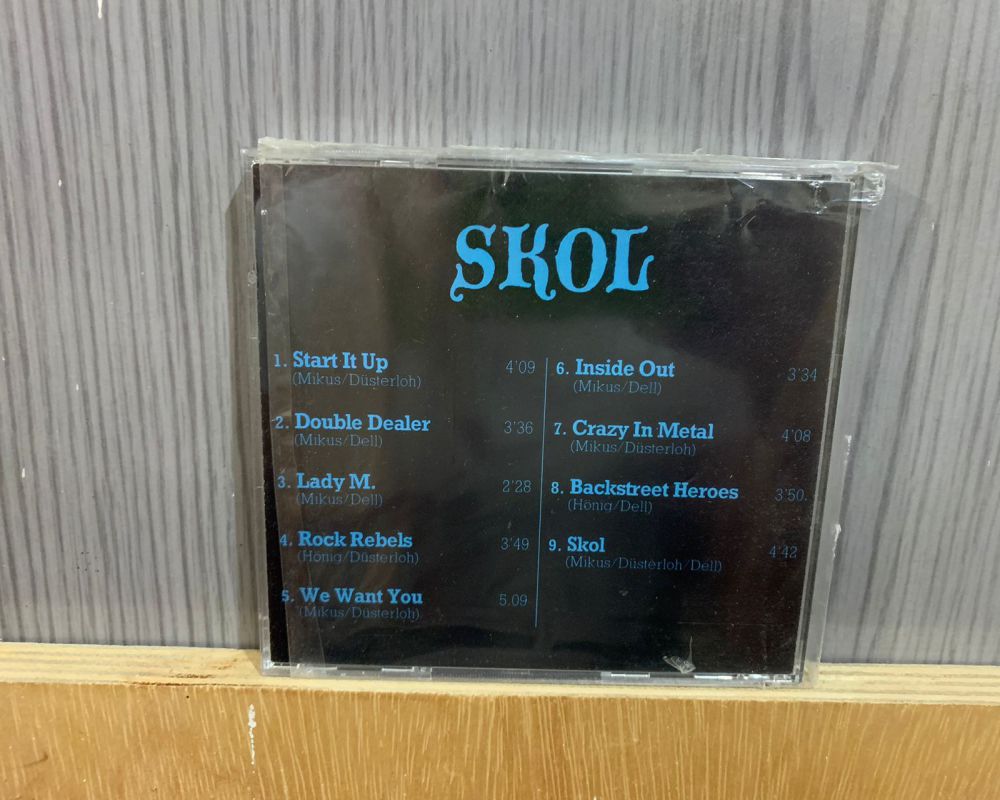 SKOL
1. Start It Up 4'09
(Mikus/Düsterloh)
2. Double Dealer 3'36
(Mikus/Dell)
3. Lady M. 2'28
(Mikus/Dell)
4. Rock Rebels 3'49
(Hönig/Düsterloh)
5. We Want You 5.09
(Mikus/Düsterloh)
6. Inside Out 3'34
(Mikus/Dell)
7. Crazy In Metal 4'08
(Mikus/Düsterloh)
8. Backstreet Heroes 3'50
(Hönig/Dell)
9. Skol 4'42
(Mikus/Düsterloh/Dell)